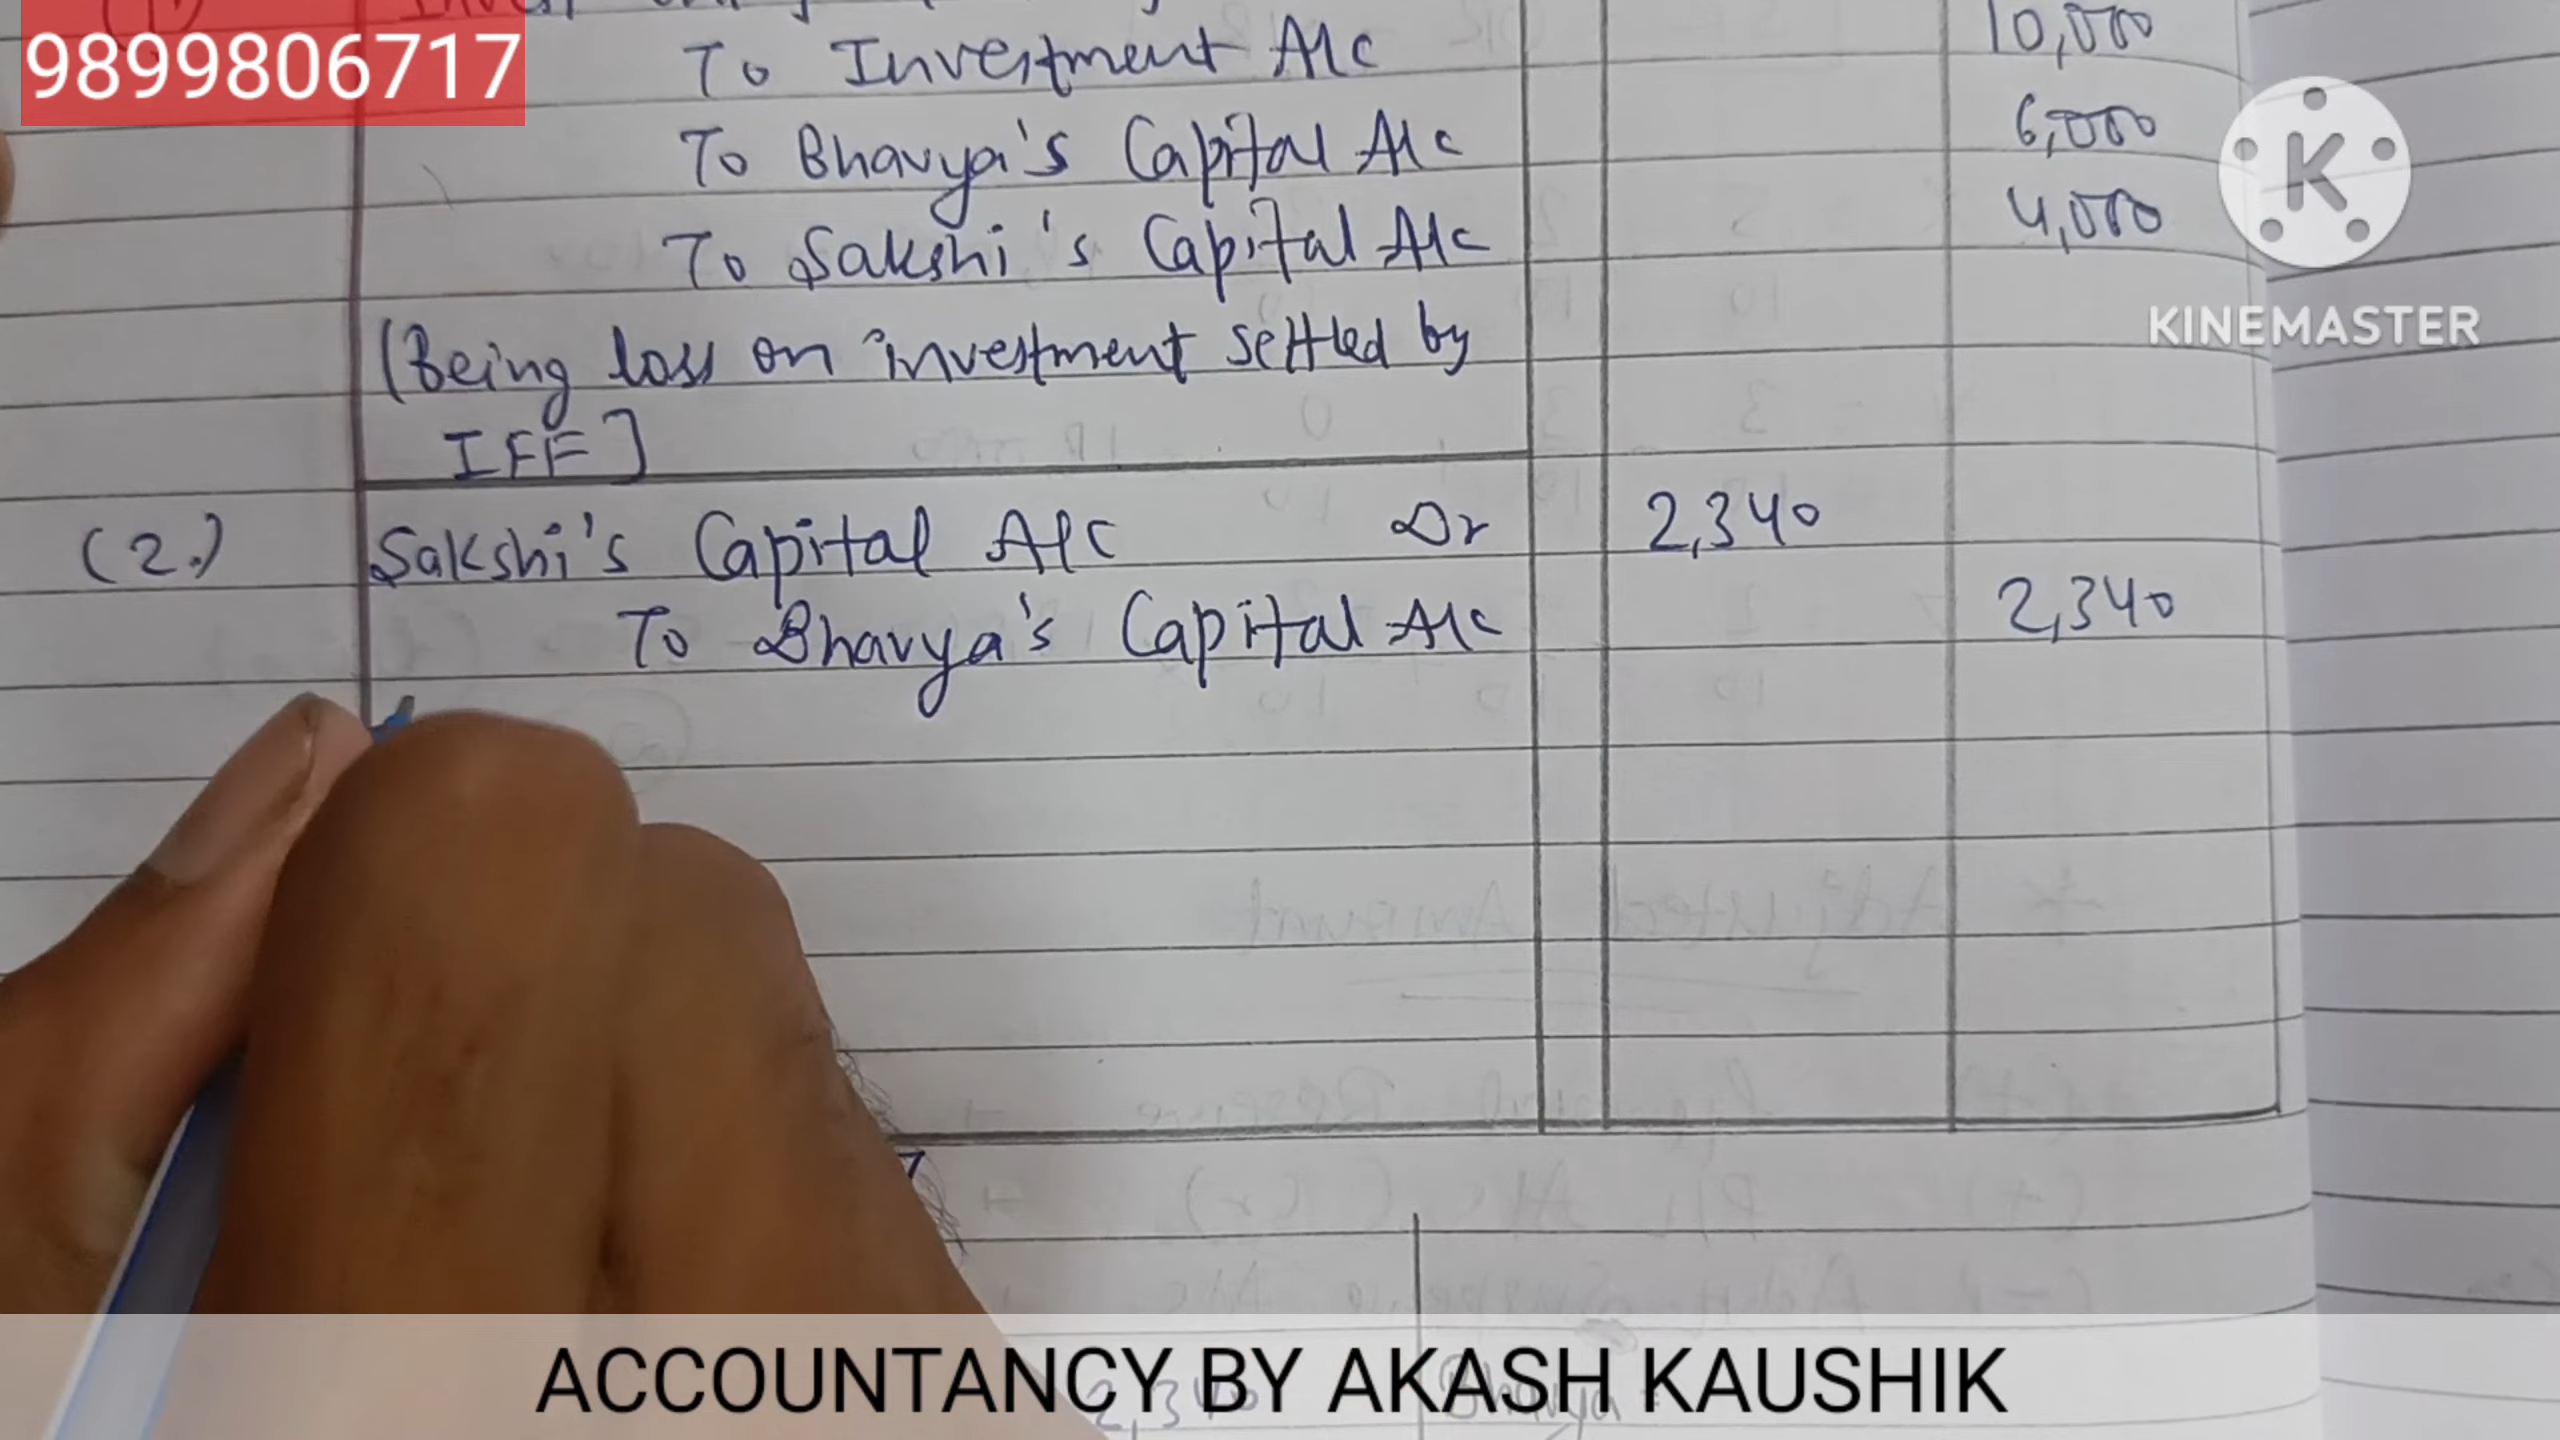 9899806717
10,000
To Investment A/c
KINEMASTER
To Bhavya's Capital A/c 6,000
To Sakshi's Capital A/c 4,000
(Being loss on investment settled by
IFF]
(2.) Sakshi's Capital A/c Dr 2,340
To Bhavya's Capital A/c 2,340
ACCOUNTANCY BY AKASH KAUSHIK